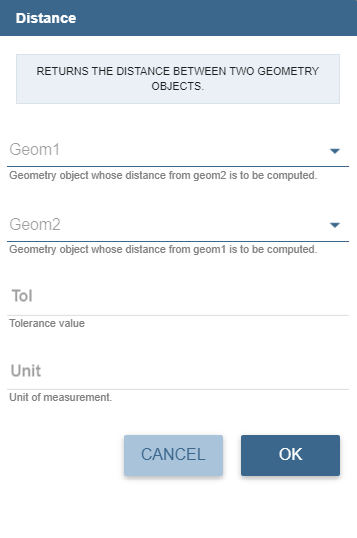 Distance
RETURNS THE DISTANCE BETWEEN TWO GEOMETRY
OBJECTS.
Geom1
Geometry object whose distance from geom2 is to be computed.
Geom2
Geometry object whose distance from geom1 is to be computed.
Tol
Tolerance value
Unit
Unit of measurement.
CANCEL OK